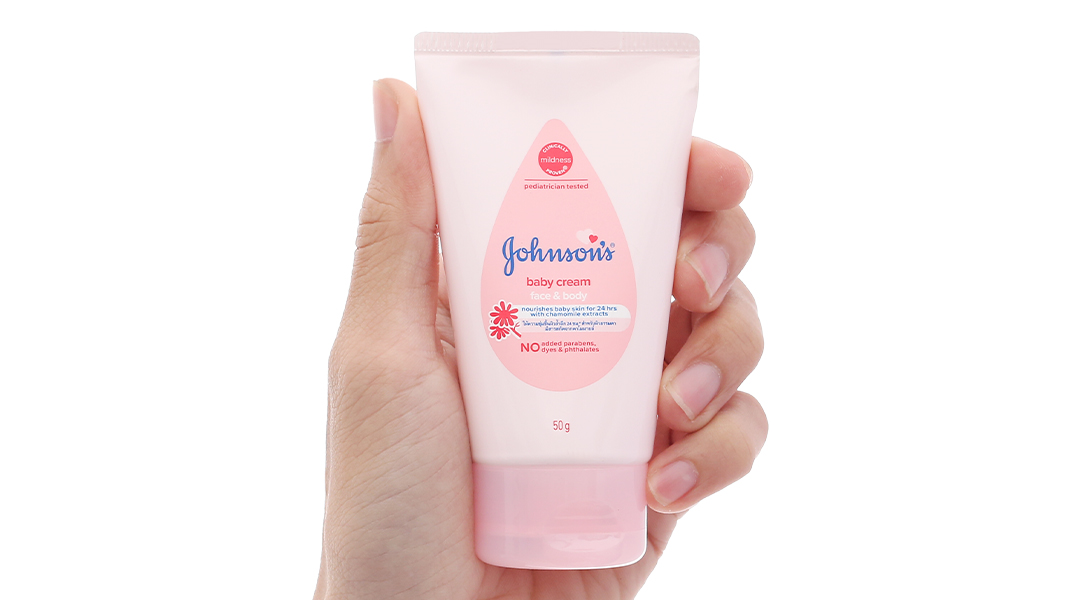 CLINICALLY
mildness
PROVEN®
pediatrician tested
Johnson's®
baby cream
face & body
nourishes baby skin for 24 hrs
with chamomile extracts
NO added parabens,
dyes & phthalates
50 g